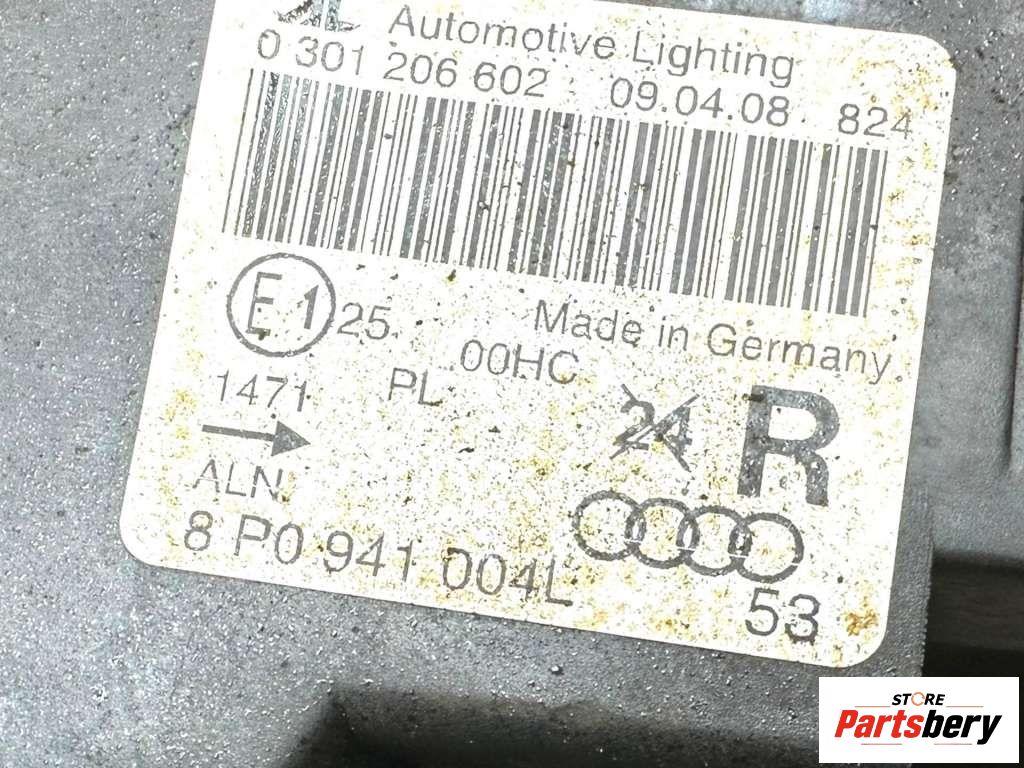 AL
Automotive Lighting
0 301 206 602 09.04.08 824
E1 25
Made in Germany
00HC
PL
1471
24 R
ALN
8 P0 941 004L
53
STORE
Partsbery